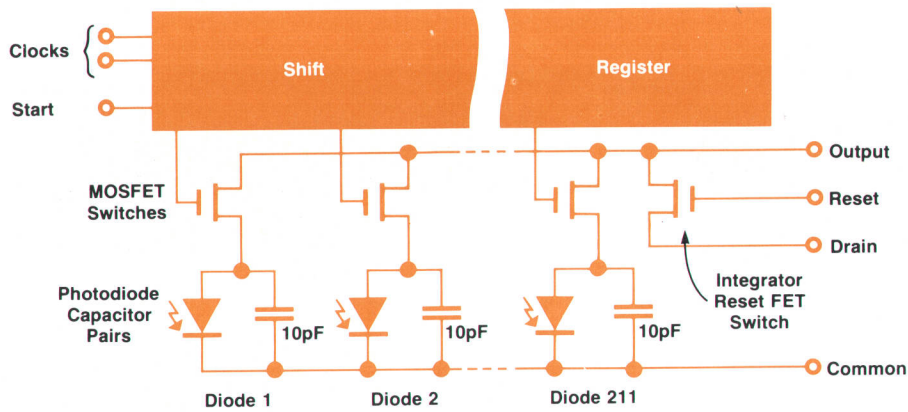 Clocks
Shift
Register
Start
Output
MOSFET
Switches
Reset
Drain
Photodiode
Capacitor
Pairs
10pF
10pF
10pF
Integrator
Reset FET
Switch
Common
Diode 1
Diode 2
Diode 211